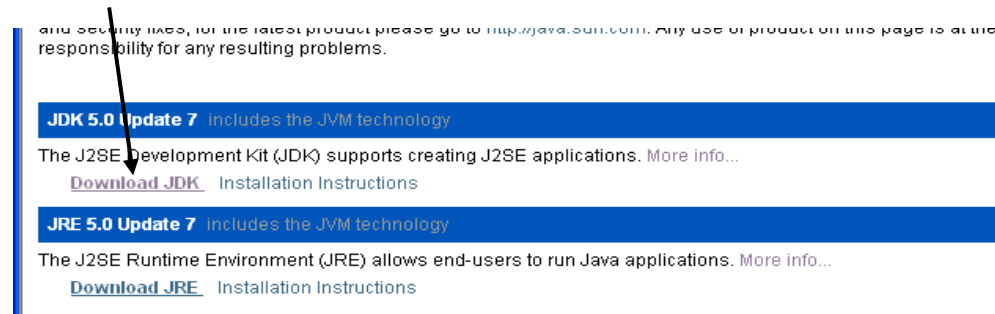 and security fixes, for the latest product please go to http://java.sun.com. Any use of product on this page is at the
responsibility for any resulting problems.
JDK 5.0 Update 7 includes the JVM technology
The J2SE Development Kit (JDK) supports creating J2SE applications. More info...
Download JDK Installation Instructions
JRE 5.0 Update 7 includes the JVM technology
The J2SE Runtime Environment (JRE) allows end-users to run Java applications. More info...
Download JRE Installation Instructions